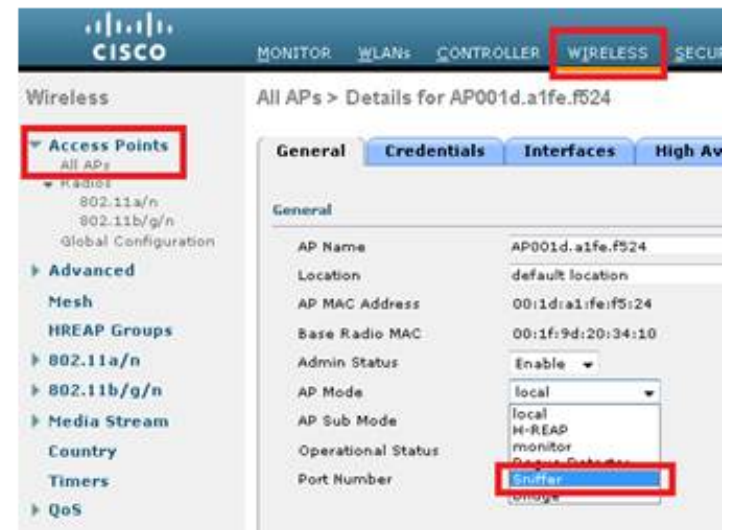 CISCO
MONITOR WLANs CONTROLLER WIRELESS SECUR
Wireless
Access Points
All APs
Radios
802.11a/n
802.11b/g/n
Global Configuration
Advanced
Mesh
HREAP Groups
802.11a/n
802.11b/g/n
Media Stream
Country
Timers
QoS
All APs > Details for AP001d.a1fe.f524
General Credentials Interfaces High Av
General
AP Name AP001d.a1fe.f524
Location default location
AP MAC Address 00:1d:a1:fe:f5:24
Base Radio MAC 00:1f:9d:20:34:10
Admin Status Enable
AP Mode local
AP Sub Mode local
H-REAP
Operational Status monitor
Rogue Detector
Port Number Sniffer
Bridge